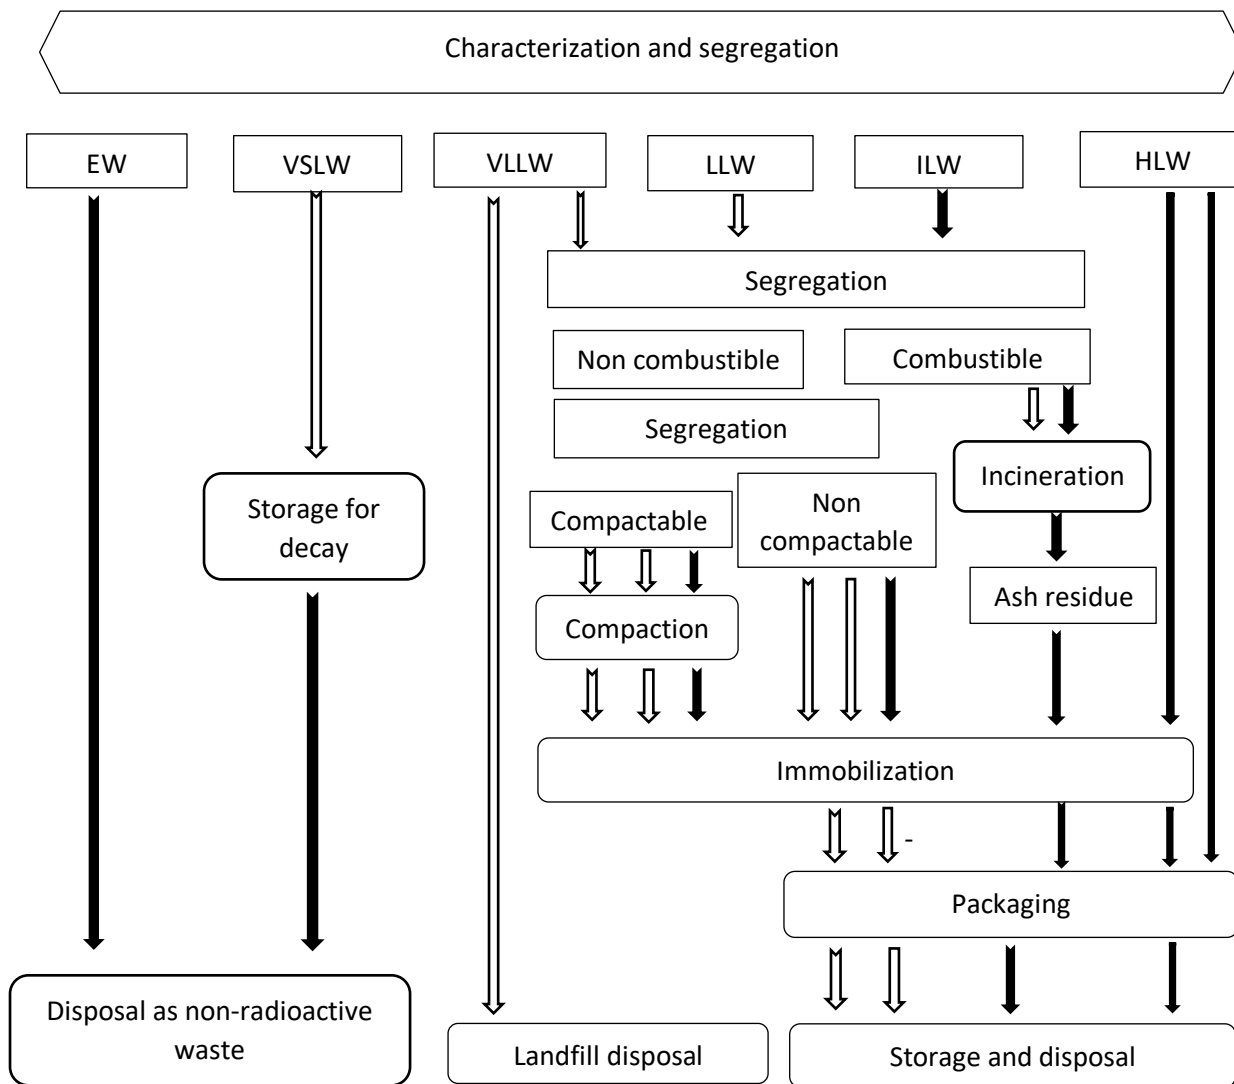 Characterization and segregation
EW
VSLW
VLLW
LLW
ILW
HLW
Segregation
Non combustible
Combustible
Segregation
Incineration
Storage for
decay
Compactable
Non
compactable
Ash residue
Compaction
Immobilization
-
Packaging
Disposal as non-radioactive
waste
Landfill disposal
Storage and disposal